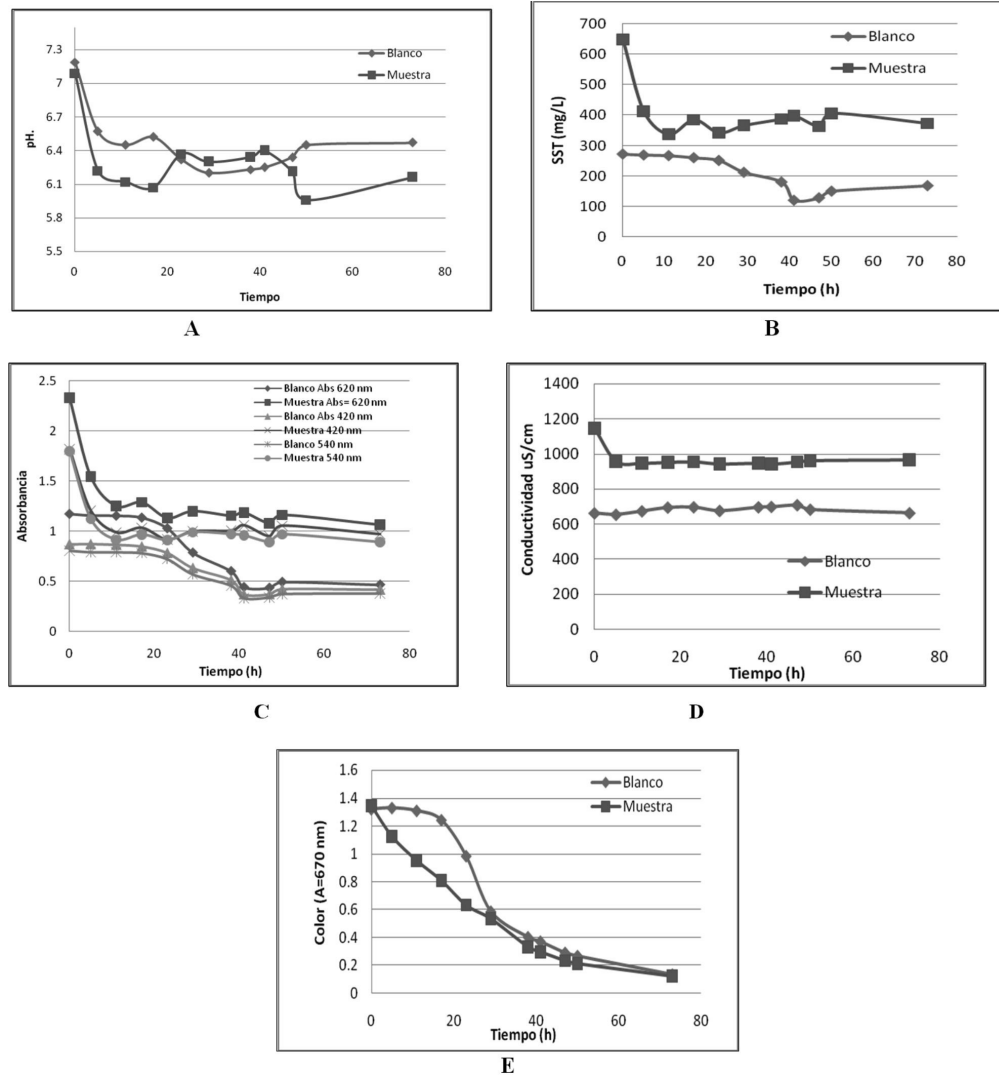 7.3
7
6.7
6.4
6.1
5.8
5.5
pH.
0
20
40
60
80
Tiempo
Blanco
Muestra
A
700
600
500
400
300
200
100
0
SST (mg/L)
0
10
20
30
40
50
60
70
80
Tiempo (h)
Blanco
Muestra
B
2.5
2
1.5
1
0.5
0
Absorbancia
0
20
40
60
80
Tiempo (h)
Blanco Abs 620 nm
Muestra Abs= 620 nm
Blanco Abs 420 nm
Muestra 420 nm
Blanco 540 nm
Muestra 540 nm
C
1400
1200
1000
800
600
400
200
0
Conductividad uS/cm
0
20
40
60
80
Tiempo (h)
Blanco
Muestra
D
1.6
1.4
1.2
1
0.8
0.6
0.4
0.2
0
Color (A=670 nm)
0
20
40
60
80
Tiempo (h)
Blanco
Muestra
E